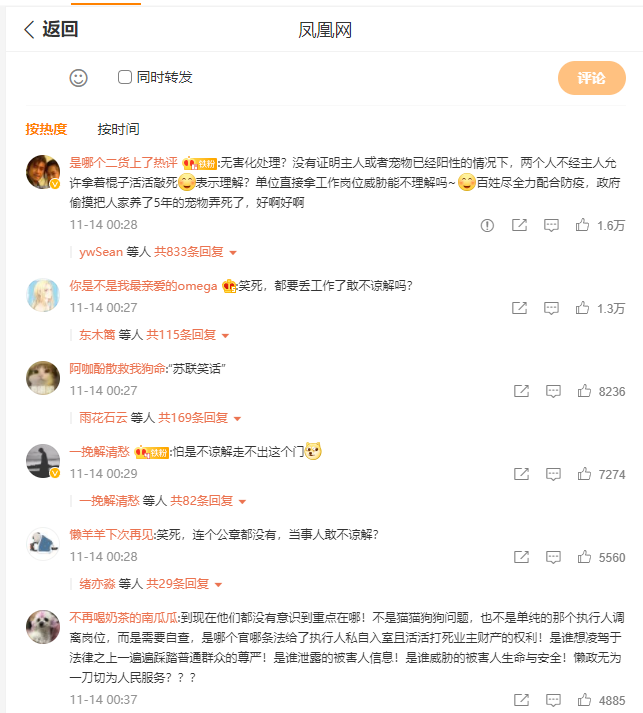 返回
凤凰网
同时转发
评论
按热度 按时间
是哪个二货上了热评 铁粉:无害化处理？没有证明主人或者宠物已经阳性的情况下，两个人不经主人允
许拿着棍子活活敲死表示理解？单位直接拿工作岗位威胁能不理解吗~百姓尽全力配合防疫，政府
偷摸把人家养了5年的宠物弄死了，好啊好啊
11-14 00:28 1.6万
ywSean 等人 共833条回复
你是不是我最亲爱的omega :笑死，都要丢工作了敢不谅解吗？
11-14 00:27 1.3万
东木篱 等人 共115条回复
阿咖酚散救我狗命:“苏联笑话”
11-14 00:27 8236
雨花石云 等人 共169条回复
一挽解清愁 铁粉:怕是不谅解走不出这个门
11-14 00:29 7274
一挽解清愁 等人 共82条回复
懒羊羊下次再见:笑死，连个公章都没有，当事人敢不谅解？
11-14 00:28 5560
绪亦淼 等人 共29条回复
不再喝奶茶的南瓜瓜:到现在他们都没有意识到重点在哪！不是猫猫狗狗问题，也不是单纯的那个执行人调
离岗位，而是需要自查，是哪个官哪条法给了执行人私自入室且活活打死业主财产的权利！是谁想凌驾于
法律之上一遍遍踩踏普通群众的尊严！是谁泄露的被害人信息！是谁威胁的被害人生命与安全！懒政无为
一刀切为人民服务？？？
11-14 00:37 4885